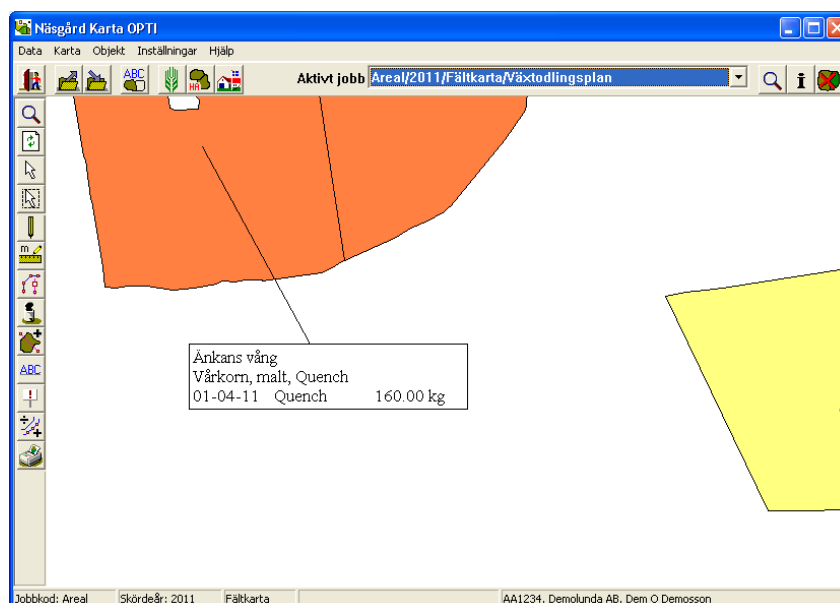 Näsgård Karta OPTI
Data Karta Objekt Inställningar Hjälp
ABC HA Aktivt jobb Areal/2011/Fältkarta/Växtodlingsplan i
m
ABC
Änkans vång
Vårkorn, malt, Quench
01-04-11 Quench 160.00 kg
Jobbkod: Areal Skördeår: 2011 Fältkarta AA1234, Demolunda AB, Dem O Demosson